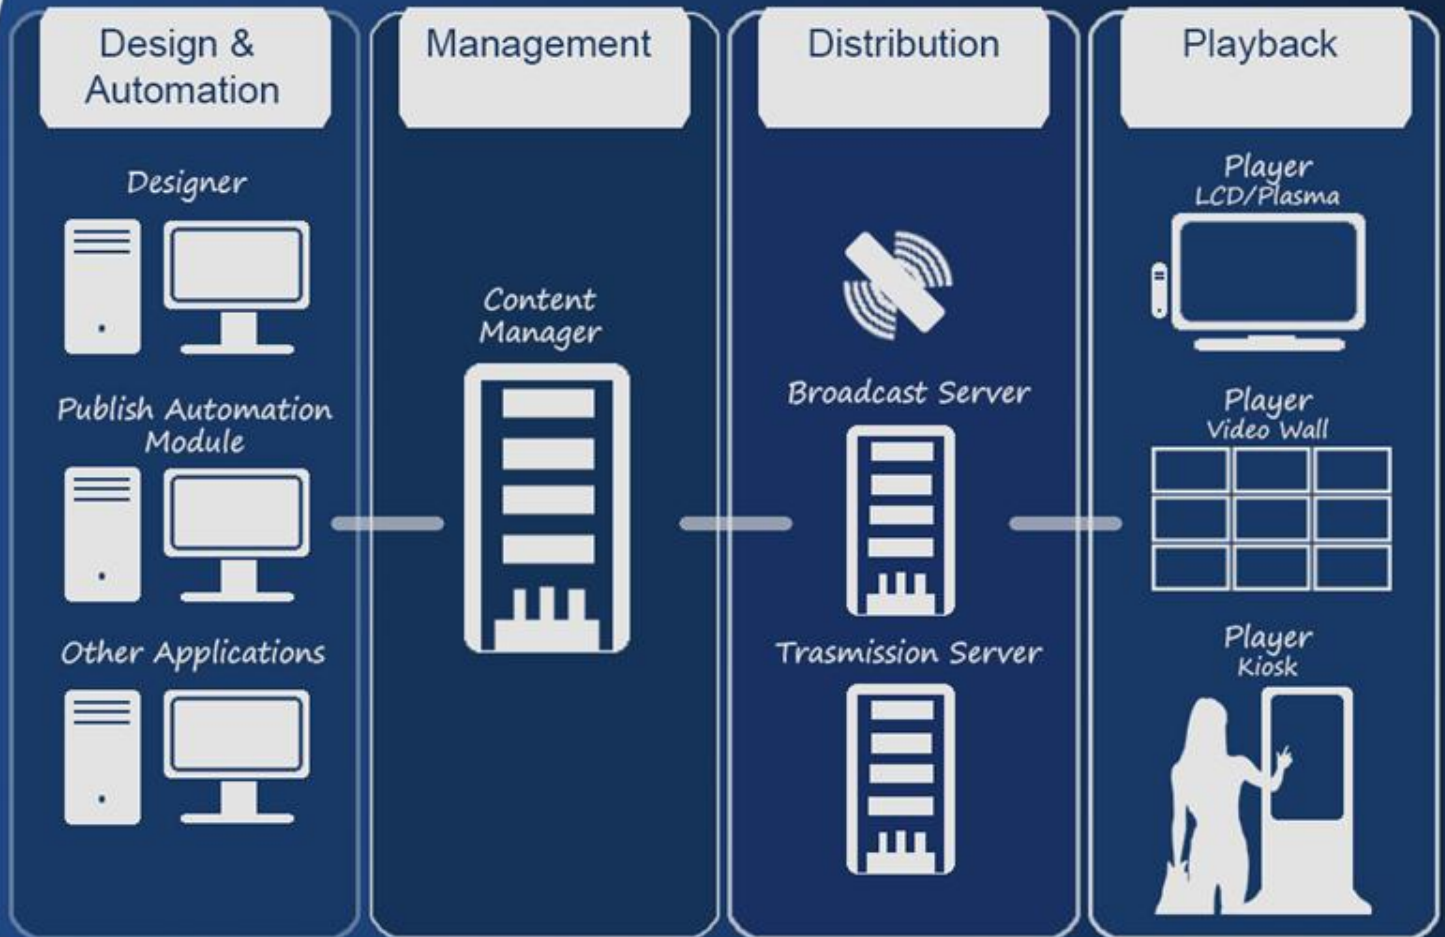 Design &
Automation
Designer
Publish Automation
Module
Other Applications
Management
Content
Manager
Distribution
Broadcast Server
Trasmission Server
Playback
Player
LCD/Plasma
Player
Video Wall
Player
Kiosk